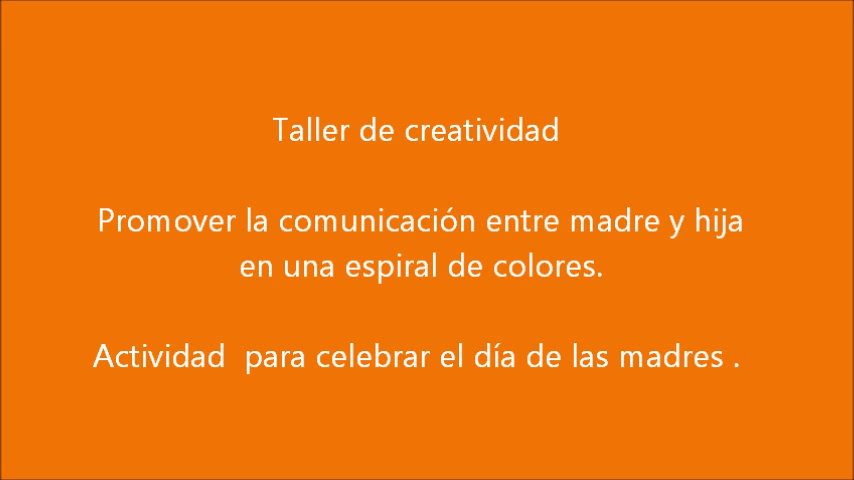 Taller de creatividad
Promover la comunicación entre madre y hija
en una espiral de colores.
Actividad  para celebrar el día de las madres .